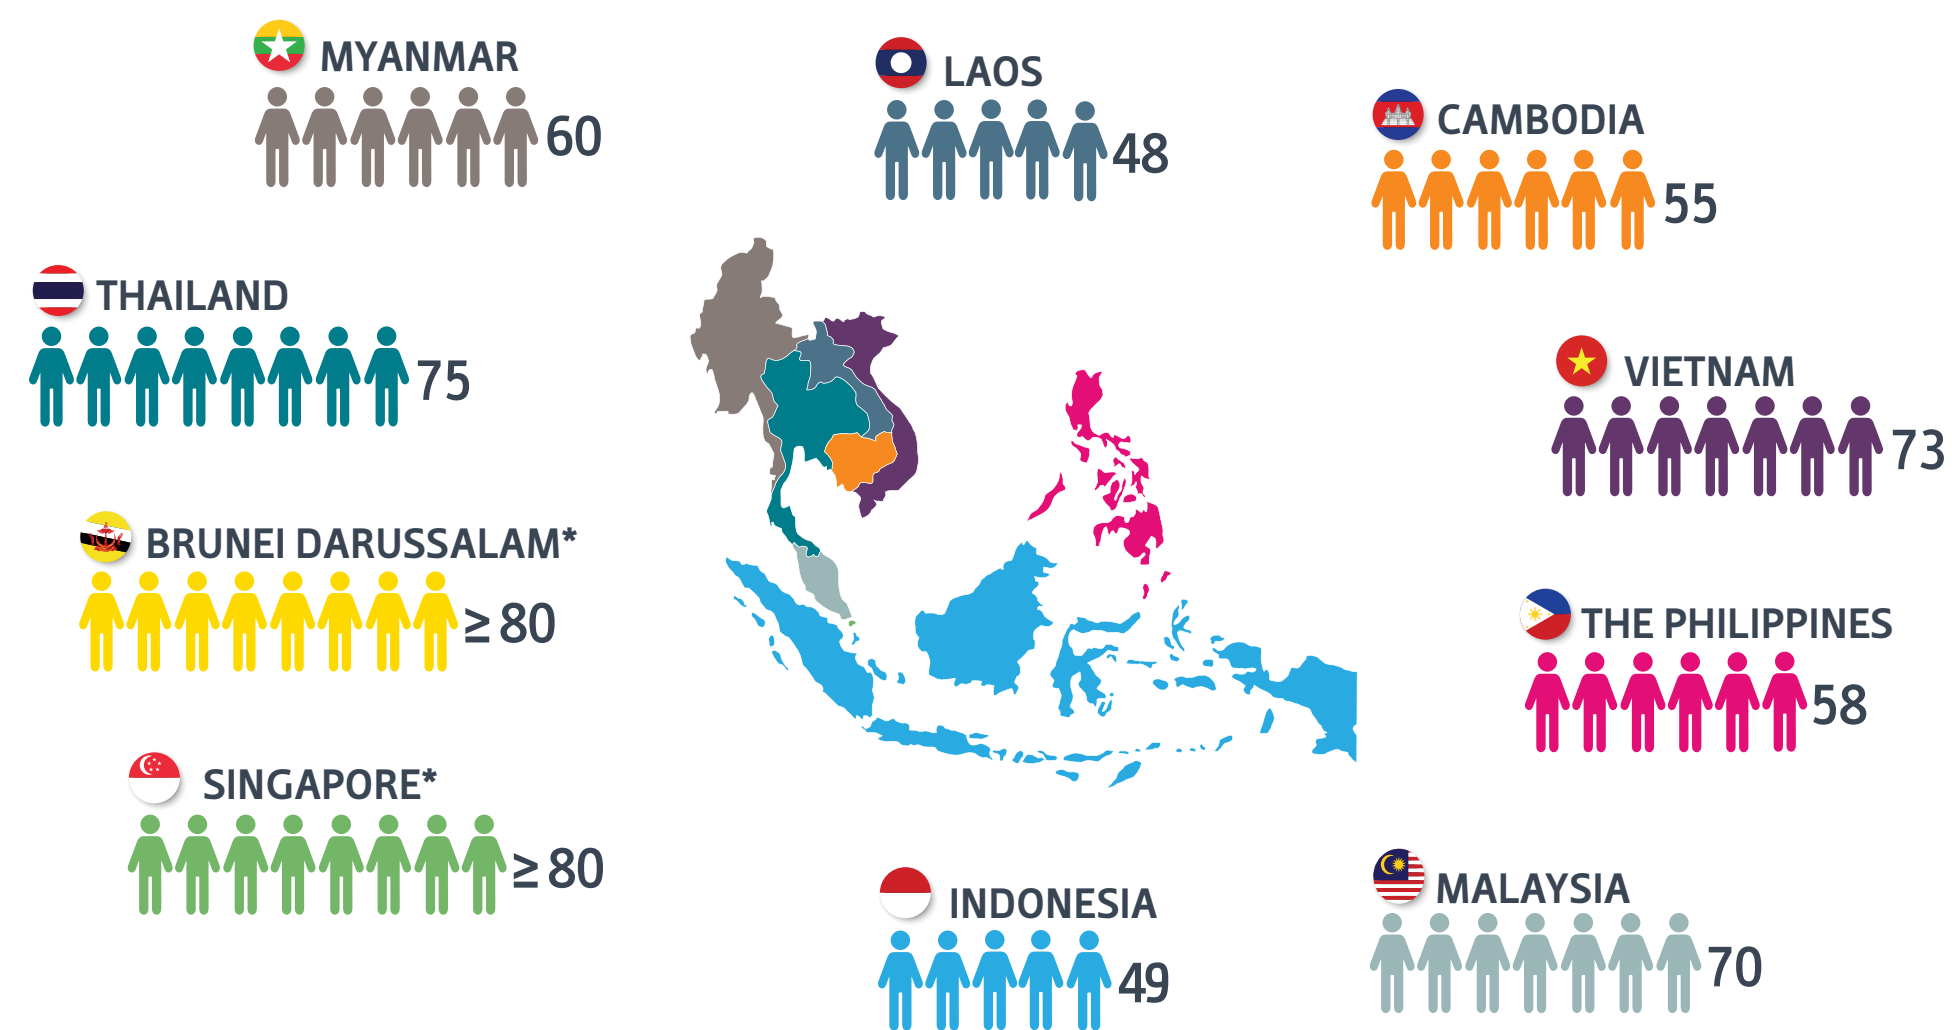 MYANMAR
60
LAOS
48
CAMBODIA
55
THAILAND
75
VIETNAM
73
BRUNEI DARUSSALAM*
≥ 80
THE PHILIPPINES
58
SINGAPORE*
≥ 80
INDONESIA
49
MALAYSIA
70